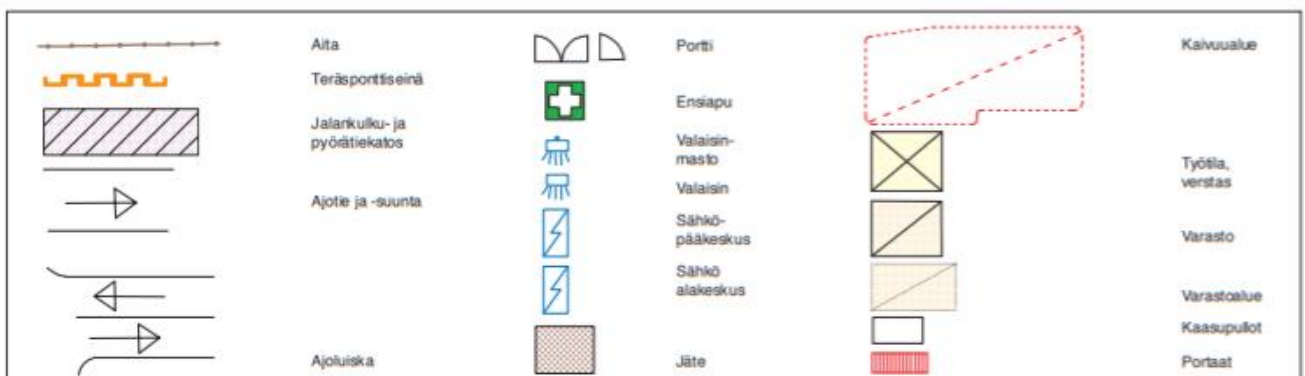 Aita
Teräsponttiseinä
Jalankulku- ja
pyörätiekatos
Ajotie ja -suunta
Ajoluiska
Portti
Ensiapu
Valaisin-
masto
Valaisin
Sähkö-
pääkeskus
Sähkö
alakeskus
Jäte
Kaivuualue
Työtila,
verstas
Varasto
Varastoalue
Kaasupullot
Portaat